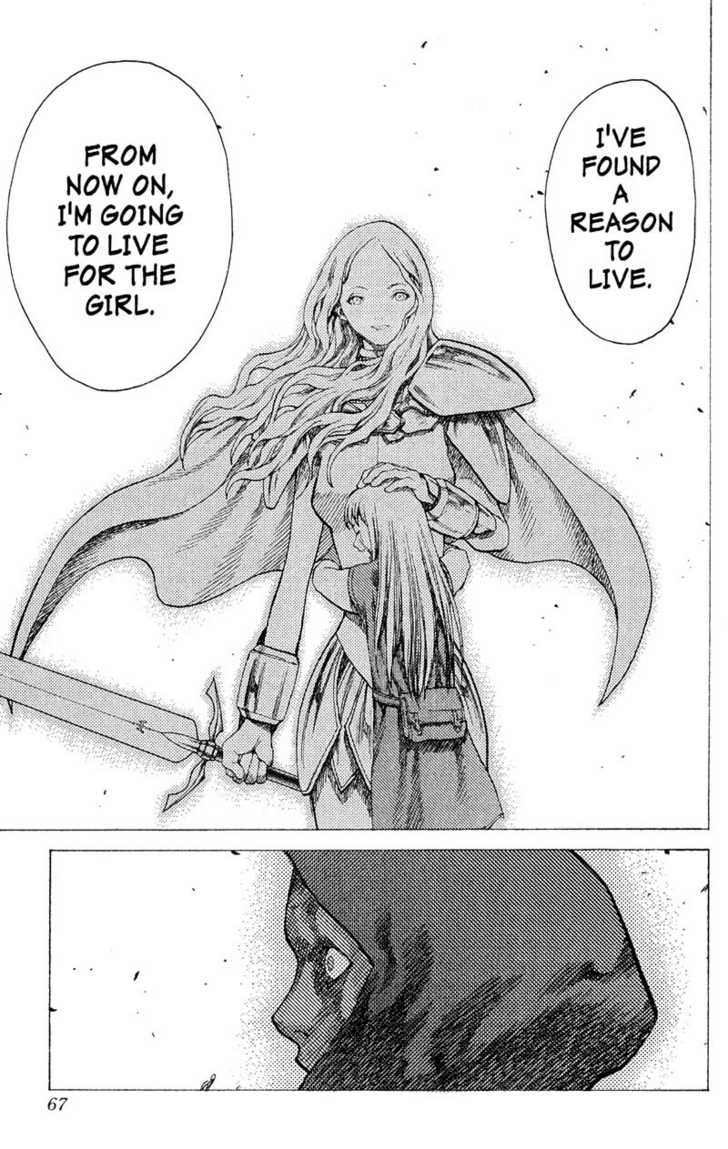 I'VE
FOUND
A
REASON
TO
LIVE.
FROM
NOW ON,
I'M GOING
TO LIVE
FOR THE
GIRL.
67